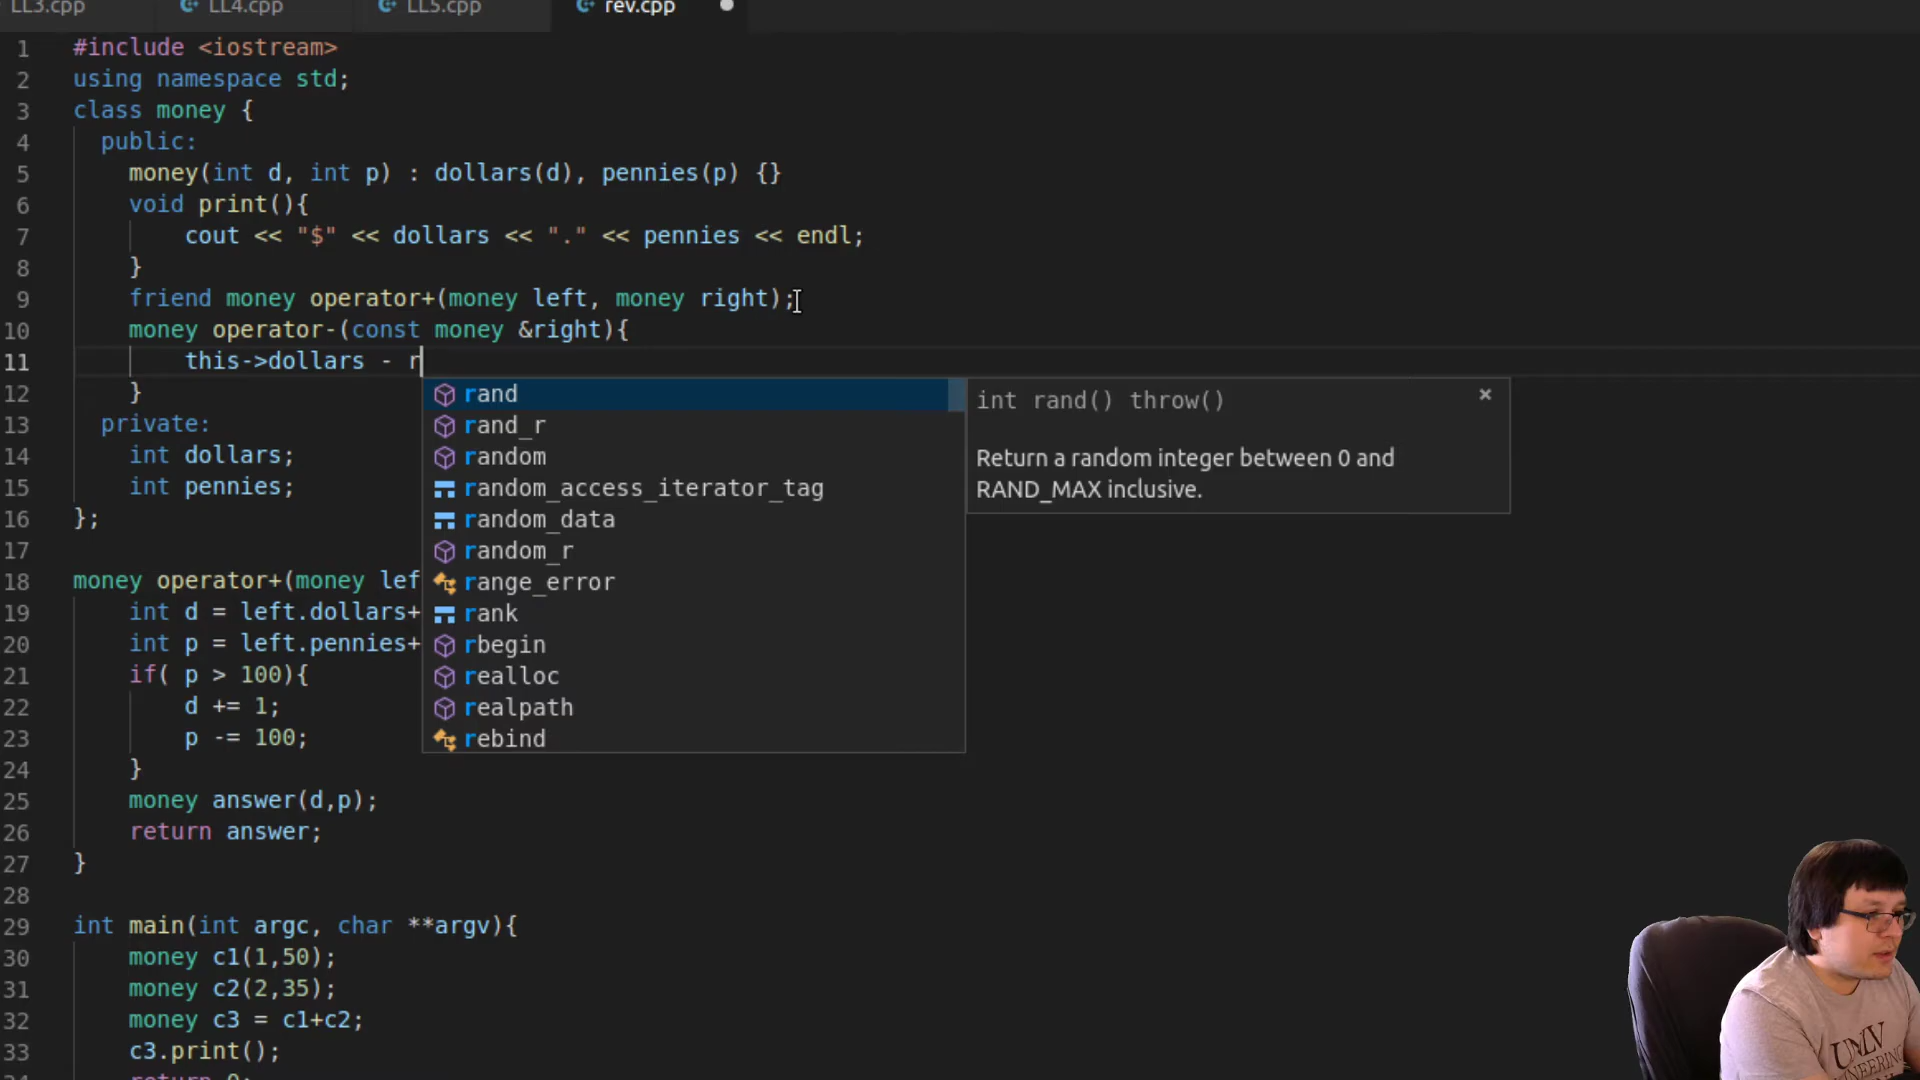 LL3.cpp LL4.cpp LL5.cpp rev.cpp
1 #include <iostream>
2 using namespace std;
3 class money {
4 public:
5 money(int d, int p) : dollars(d), pennies(p) {}
6 void print(){
7 cout << "$" << dollars << "." << pennies << endl;
8 }
9 friend money operator+(money left, money right);
10 money operator-(const money &right){
11 this->dollars - r
12 }
rand
int rand() throw()
Return a random integer between 0 and
RAND_MAX inclusive.
rand_r
random
random_access_iterator_tag
random_data
random_r
range_error
rank
rbegin
realloc
realpath
rebind
13 private:
14 int dollars;
15 int pennies;
16 };
17
18 money operator+(money lef
19 int d = left.dollars+
20 int p = left.pennies+
21 if( p > 100){
22 d += 1;
23 p -= 100;
24 }
25 money answer(d,p);
26 return answer;
27 }
28
29 int main(int argc, char **argv){
30 money c1(1,50);
31 money c2(2,35);
32 money c3 = c1+c2;
33 c3.print();
return 0;
UNLV